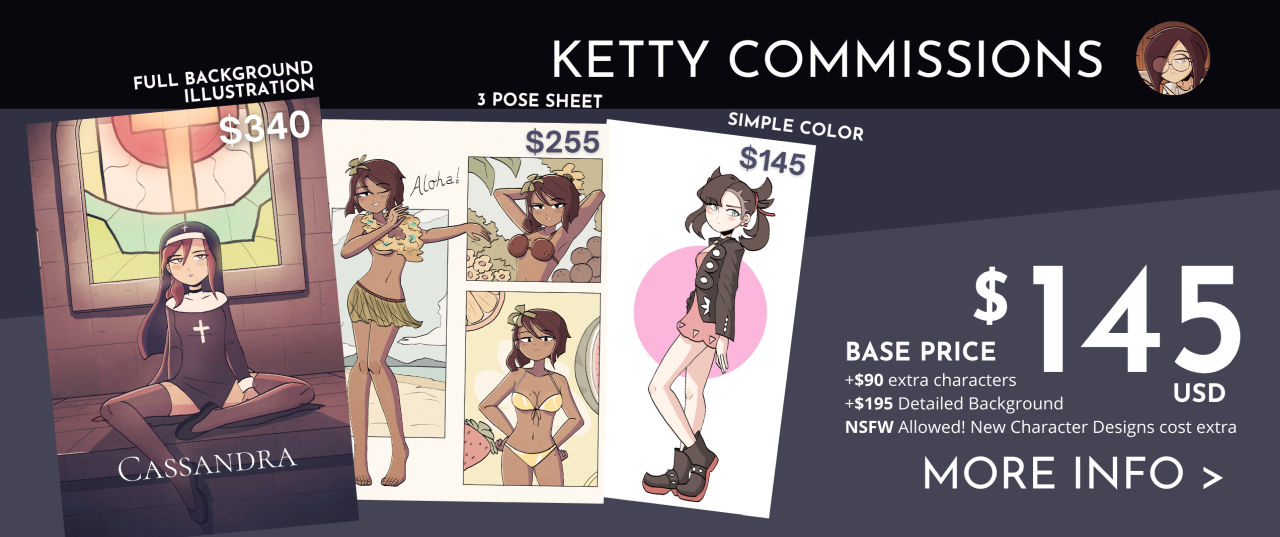 KETTY COMMISSIONS
FULL BACKGROUND
ILLUSTRATION
$340
CASSANDRA
3 POSE SHEET
$255
Aloha!
SIMPLE COLOR
$145
$145
BASE PRICE
USD
+$90 extra characters
+$195 Detailed Background
NSFW Allowed! New Character Designs cost extra
MORE INFO >